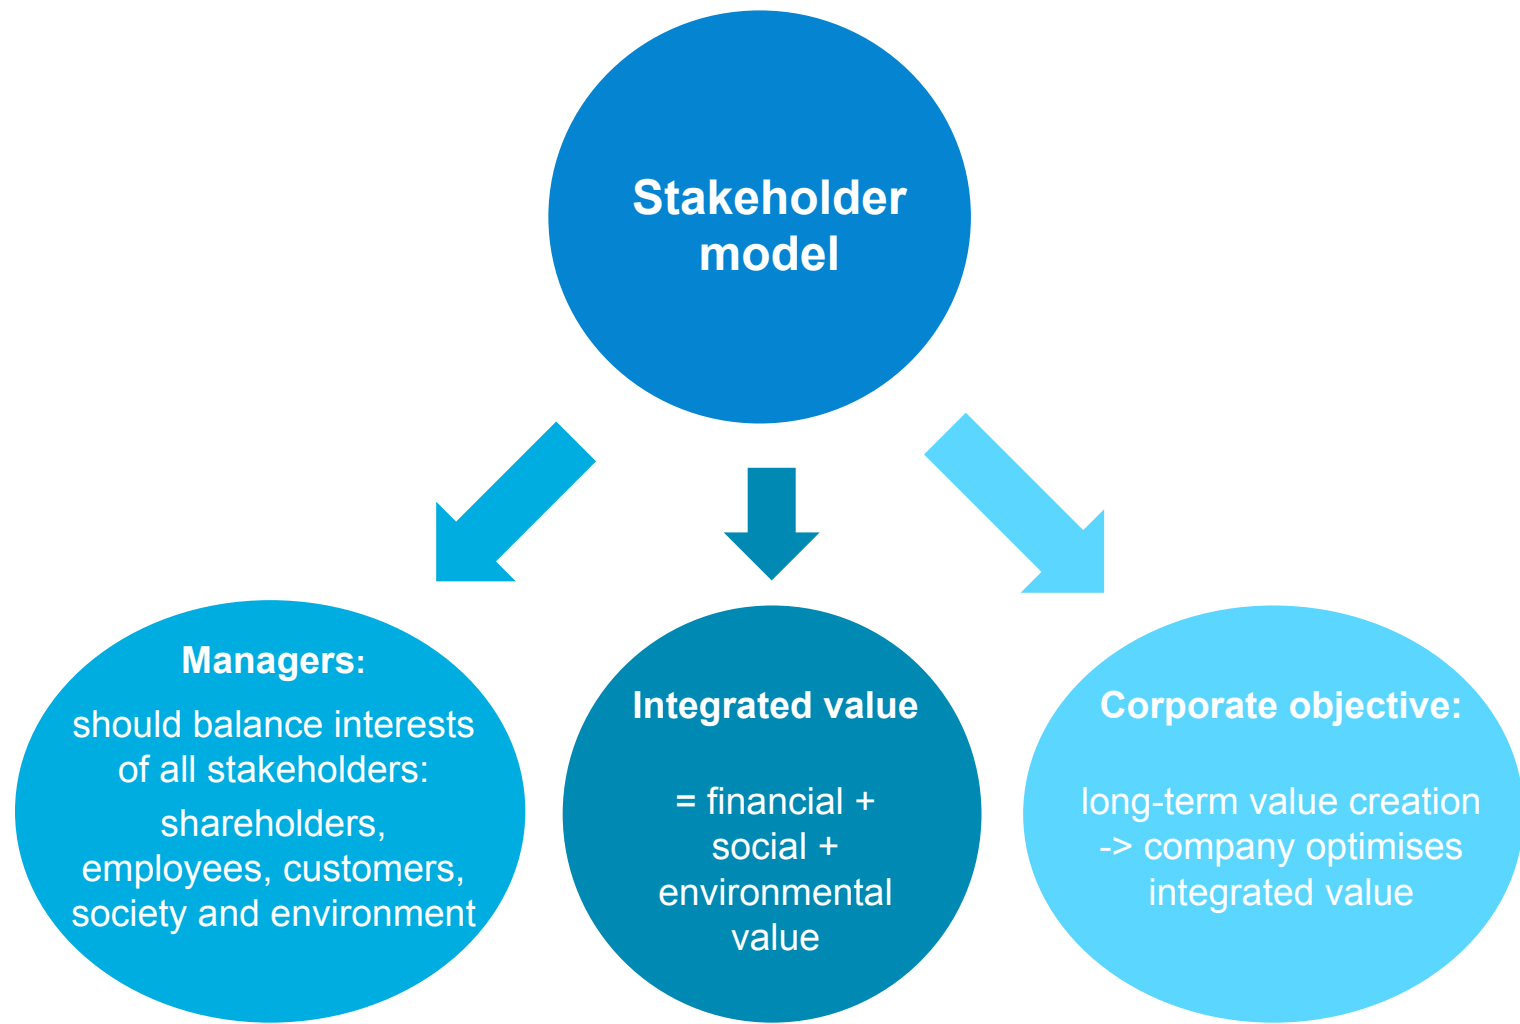 Stakeholder
model
Managers:
should balance interests
of all stakeholders:
shareholders,
employees, customers,
society and environment
Integrated value
= financial +
social +
environmental
value
Corporate objective:
long-term value creation
-> company optimises
integrated value